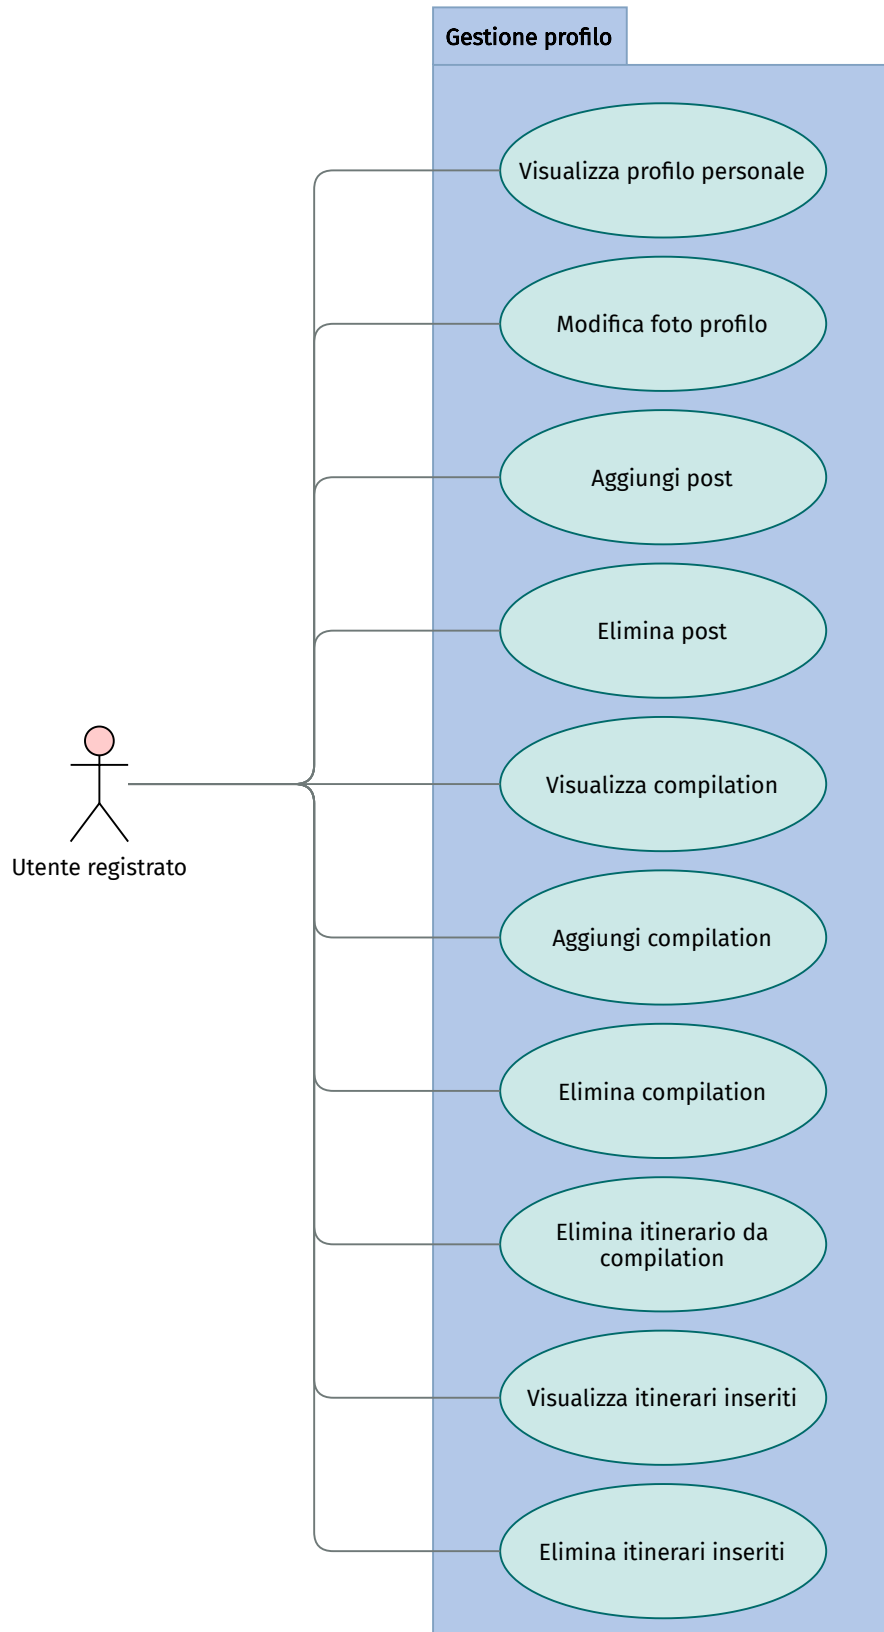 Gestione profilo
Visualizza profilo personale
Modifica foto profilo
Aggiungi post
Elimina post
Visualizza compilation
Utente registrato
Aggiungi compilation
Elimina compilation
Elimina itinerario da
compilation
Visualizza itinerari inseriti
Elimina itinerari inseriti